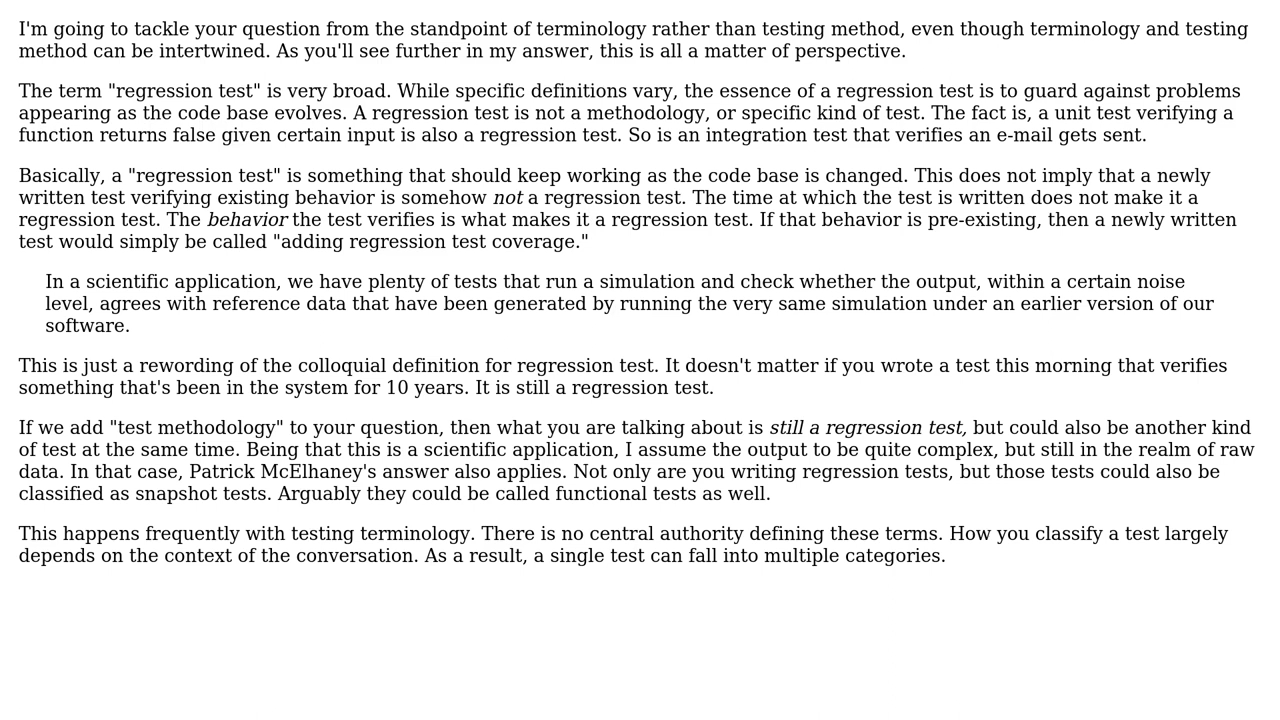 I'm going to tackle your question from the standpoint of terminology rather than testing method, even though terminology and testing
method can be intertwined. As you'll see further in my answer, this is all a matter of perspective.
The term "regression test" is very broad. While specific definitions vary, the essence of a regression test is to guard against problems
appearing as the code base evolves. A regression test is not a methodology, or specific kind of test. The fact is, a unit test verifying a
function returns false given certain input is also a regression test. So is an integration test that verifies an e-mail gets sent.
Basically, a "regression test" is something that should keep working as the code base is changed. This does not imply that a newly
written test verifying existing behavior is somehow not a regression test. The time at which the test is written does not make it a
regression test. The behavior the test verifies is what makes it a regression test. If that behavior is pre-existing, then a newly written
test would simply be called "adding regression test coverage."
In a scientific application, we have plenty of tests that run a simulation and check whether the output, within a certain noise
level, agrees with reference data that have been generated by running the very same simulation under an earlier version of our
software.
This is just a rewording of the colloquial definition for regression test. It doesn't matter if you wrote a test this morning that verifies
something that's been in the system for 10 years. It is still a regression test.
If we add "test methodology" to your question, then what you are talking about is still a regression test, but could also be another kind
of test at the same time. Being that this is a scientific application, I assume the output to be quite complex, but still in the realm of raw
data. In that case, Patrick McElhaney's answer also applies. Not only are you writing regression tests, but those tests could also be
classified as snapshot tests. Arguably they could be called functional tests as well.
This happens frequently with testing terminology. There is no central authority defining these terms. How you classify a test largely
depends on the context of the conversation. As a result, a single test can fall into multiple categories.